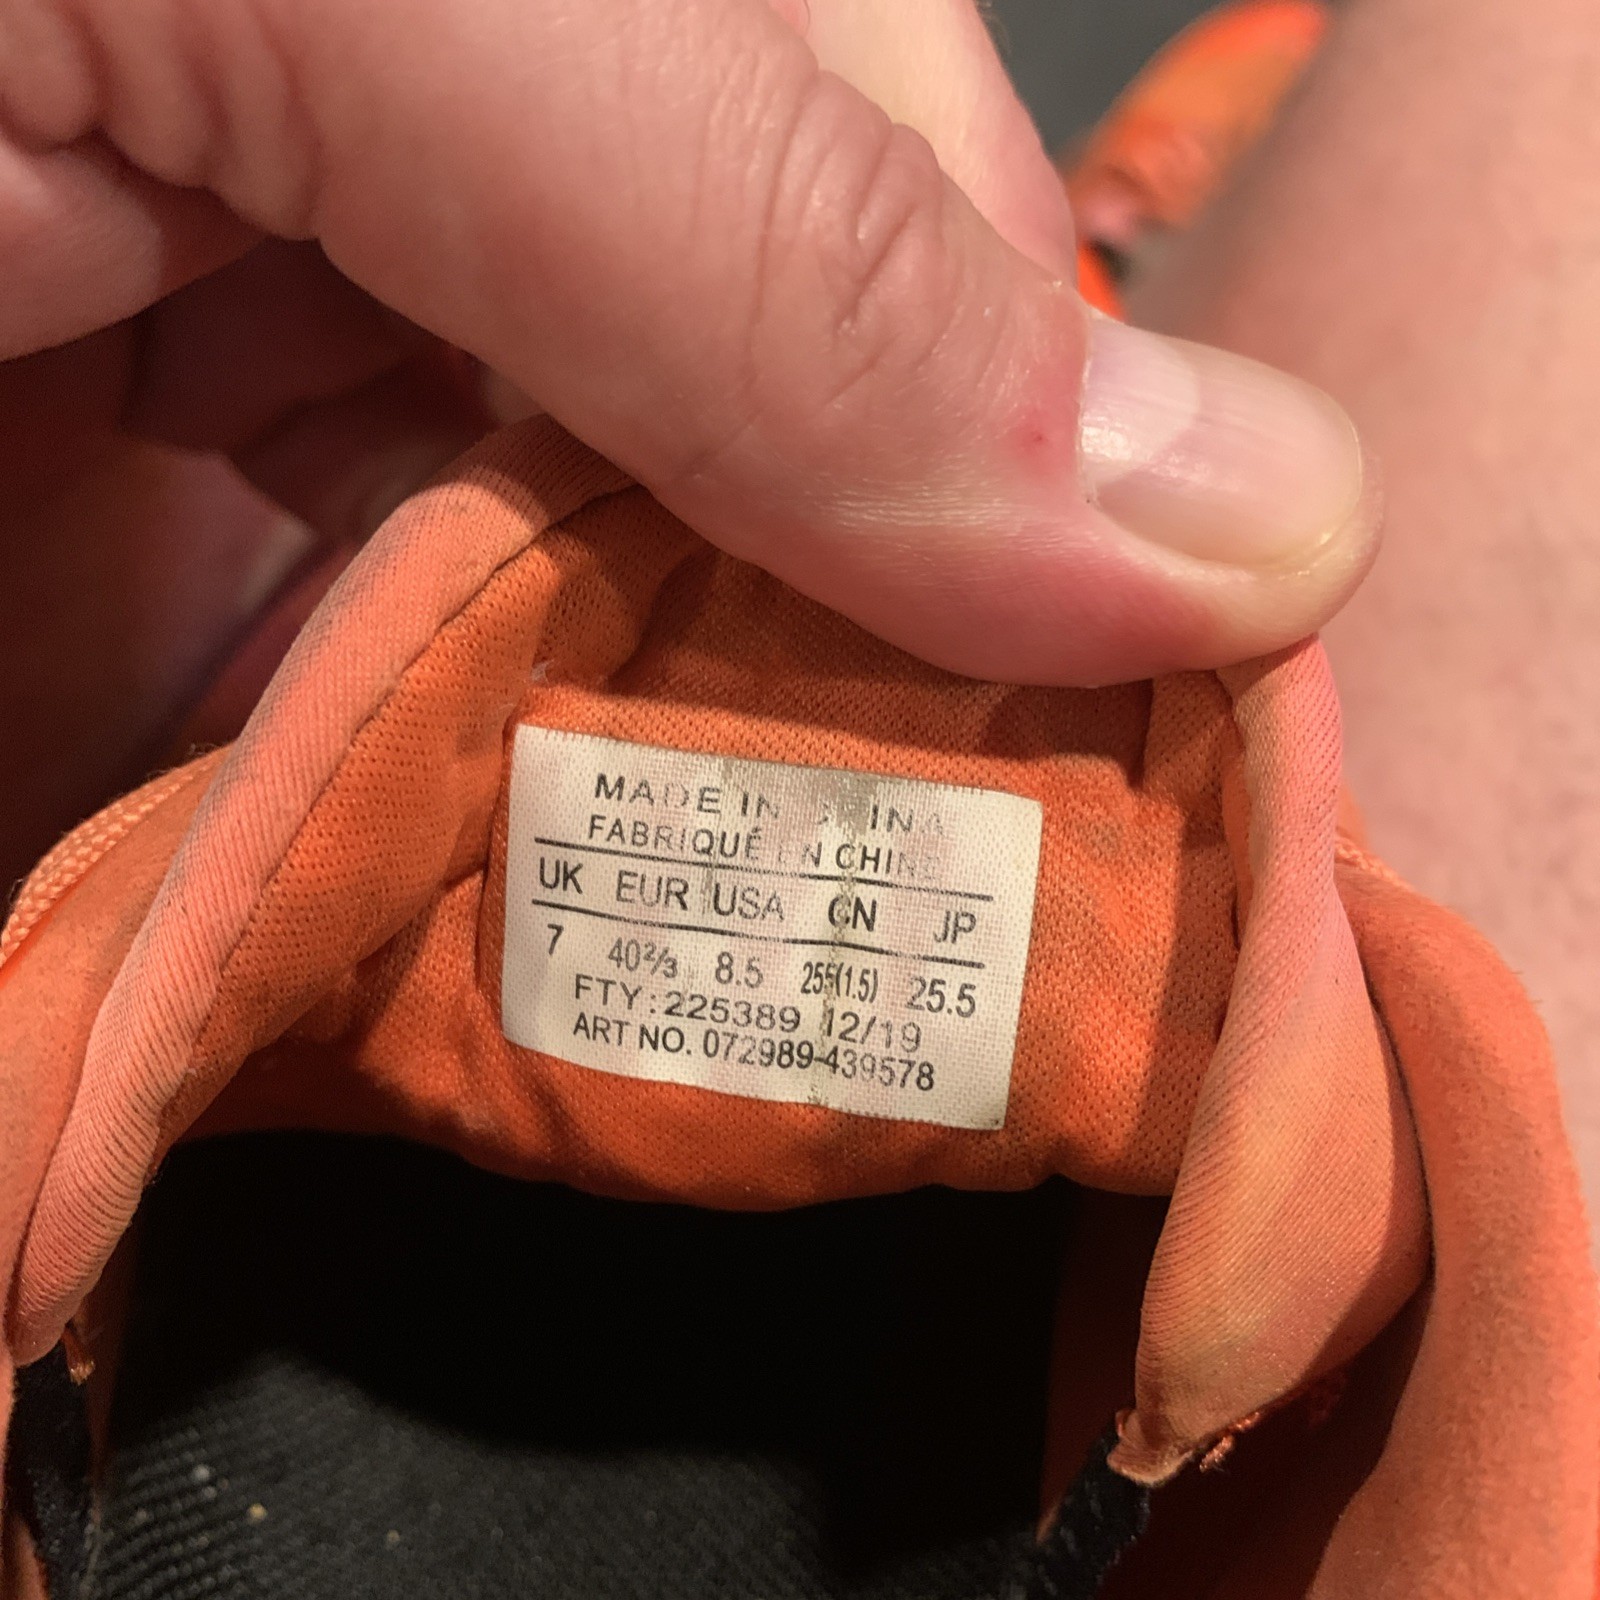 MADE IN CHINA
FABRIQUÉ EN CHINE
UK EUR USA CN JP
7 40⅔ 8.5 255(1.5) 25.5
FTY: 225389 12/19
ART NO. 072989-439578